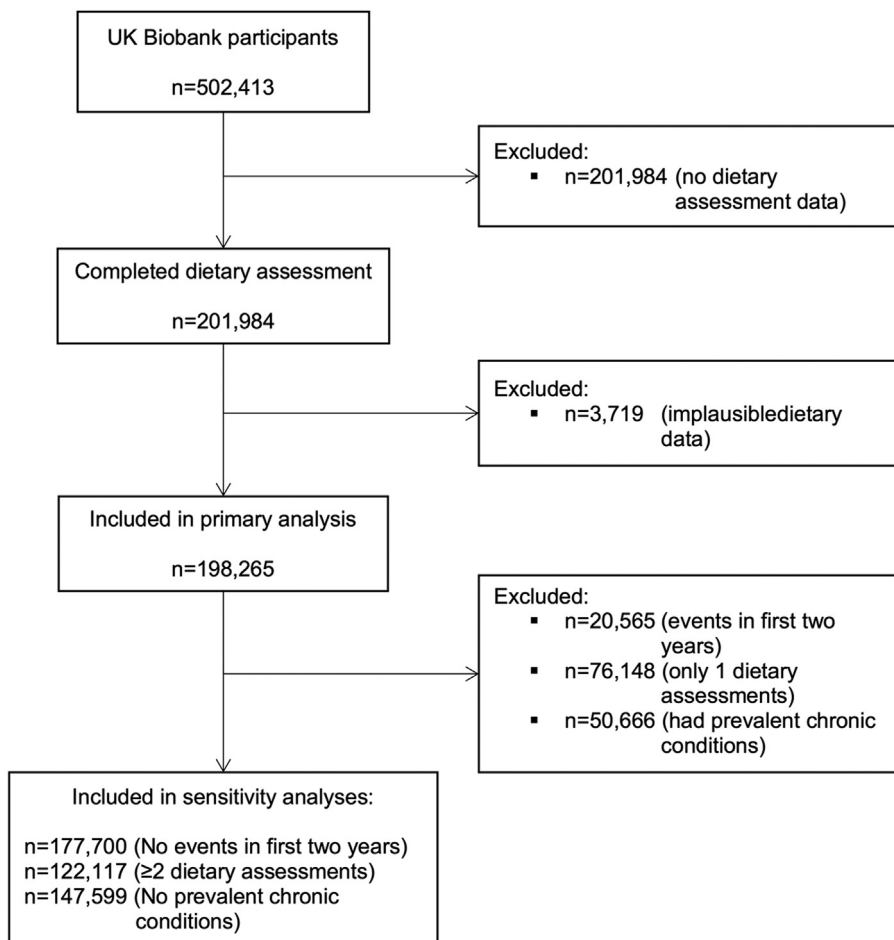 UK Biobank participants
n=502,413
Excluded:
▪ n=201,984 (no dietary
assessment data)
Completed dietary assessment
n=201,984
Excluded:
▪ n=3,719 (implausibledietary
data)
Included in primary analysis
n=198,265
Excluded:
▪ n=20,565 (events in first two
years)
▪ n=76,148 (only 1 dietary
assessments)
▪ n=50,666 (had prevalent chronic
conditions)
Included in sensitivity analyses:
n=177,700 (No events in first two years)
n=122,117 (≥2 dietary assessments)
n=147,599 (No prevalent chronic
conditions)